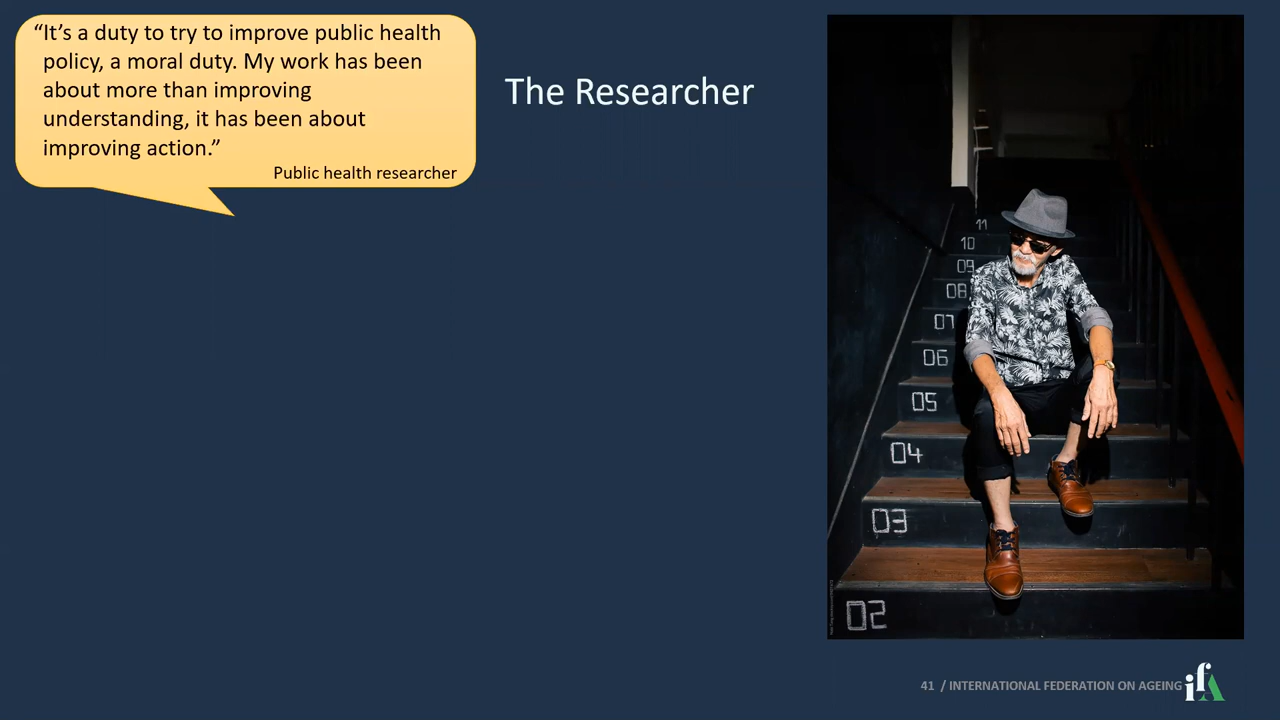 “It’s a duty to try to improve public health
policy, a moral duty. My work has been
about more than improving
understanding, it has been about
improving action.”
Public health researcher
The Researcher
11
10
09
08
07
06
05
04
03
02
41 / INTERNATIONAL FEDERATION ON AGEING
ifA